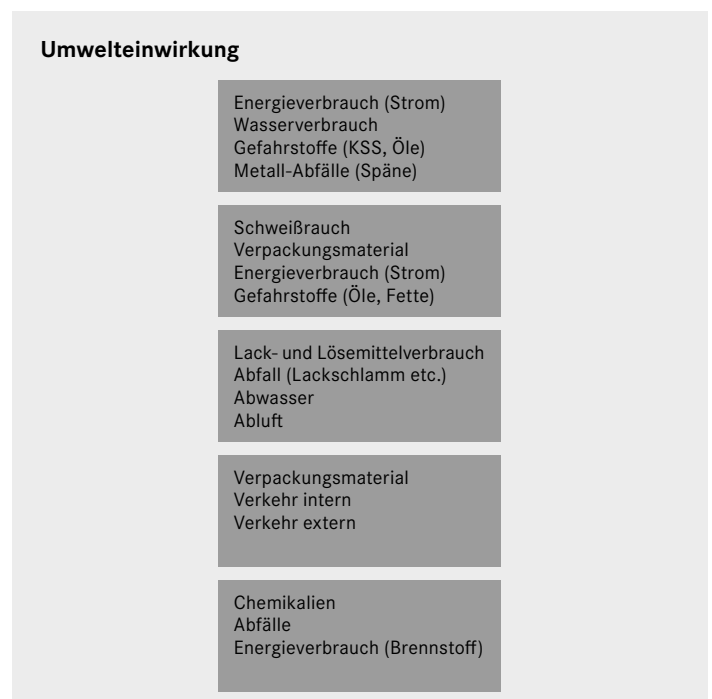 Umwelteinwirkung
Energieverbrauch (Strom)
Wasserverbrauch
Gefahrstoffe (KSS, Öle)
Metall-Abfälle (Späne)
Schweißrauch
Verpackungsmaterial
Energieverbrauch (Strom)
Gefahrstoffe (Öle, Fette)
Lack- und Lösemittelverbrauch
Abfall (Lackschlamm etc.)
Abwasser
Abluft
Verpackungsmaterial
Verkehr intern
Verkehr extern
Chemikalien
Abfälle
Energieverbrauch (Brennstoff)